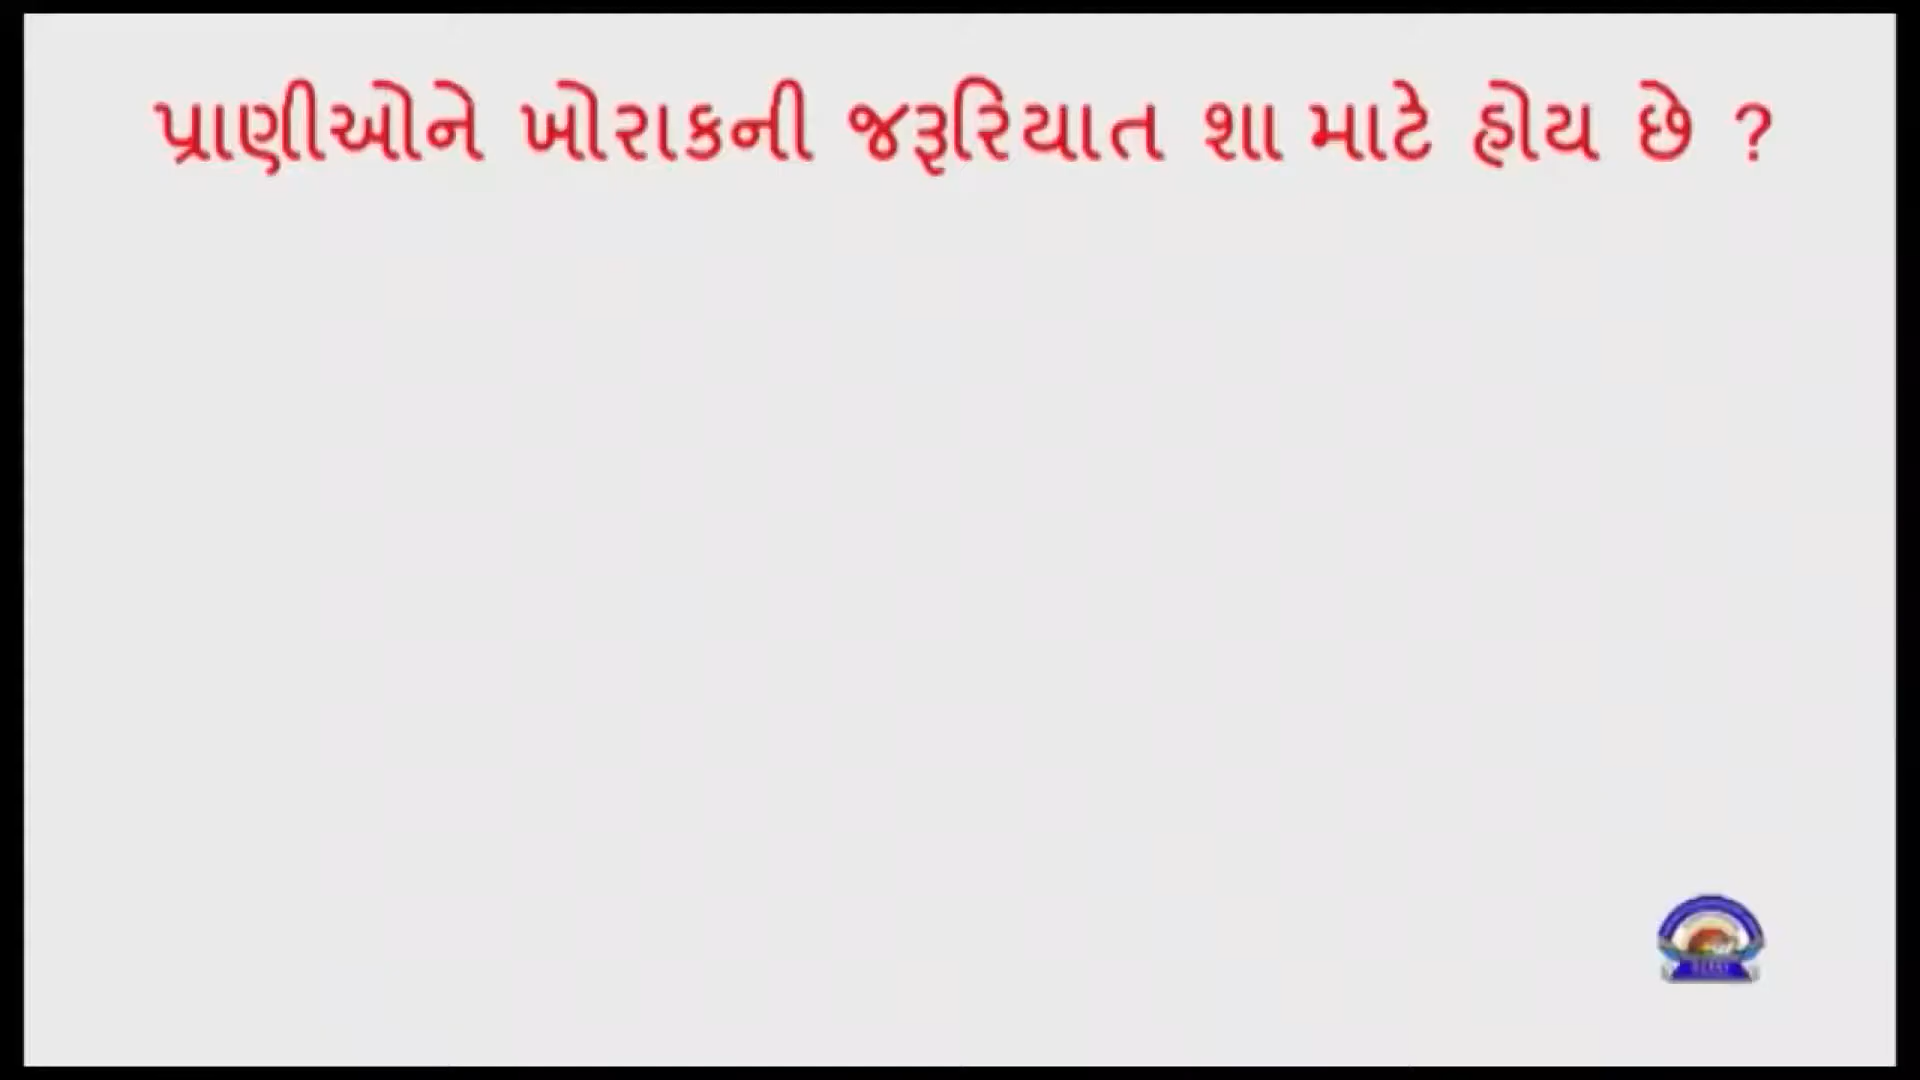 પ્રાણીઓને ખોરાકની જરૂરિયાત શા માટે હોય છે ?